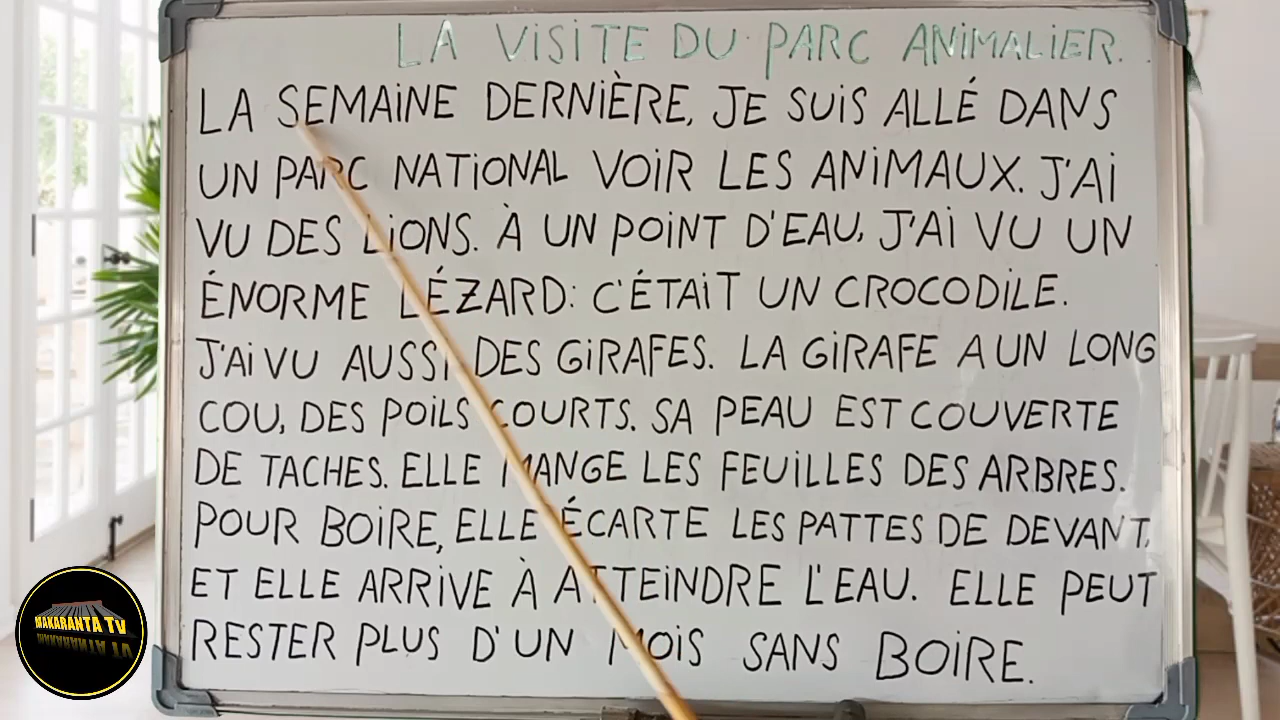 LA VISITE DU PARC ANIMALIER.
LA SEMAINE DERNIÈRE, JE SUIS ALLÉ DANS
UN PARC NATIONAL VOIR LES ANIMAUX. J'AI
VU DES LIONS. À UN POINT D'EAU, J'AI VU UN
ÉNORME LÉZARD: C'ÉTAIT UN CROCODILE.
J'AI VU AUSSI DES GIRAFES. LA GIRAFE A UN LONG
COU, DES POILS COURTS. SA PEAU EST COUVERTE
DE TACHES. ELLE MANGE LES FEUILLES DES ARBRES.
POUR BOIRE, ELLE ÉCARTE LES PATTES DE DEVANT,
ET ELLE ARRIVE À ATTEINDRE L'EAU. ELLE PEUT
RESTER PLUS D'UN MOIS SANS BOIRE.
MAKARANTA TV